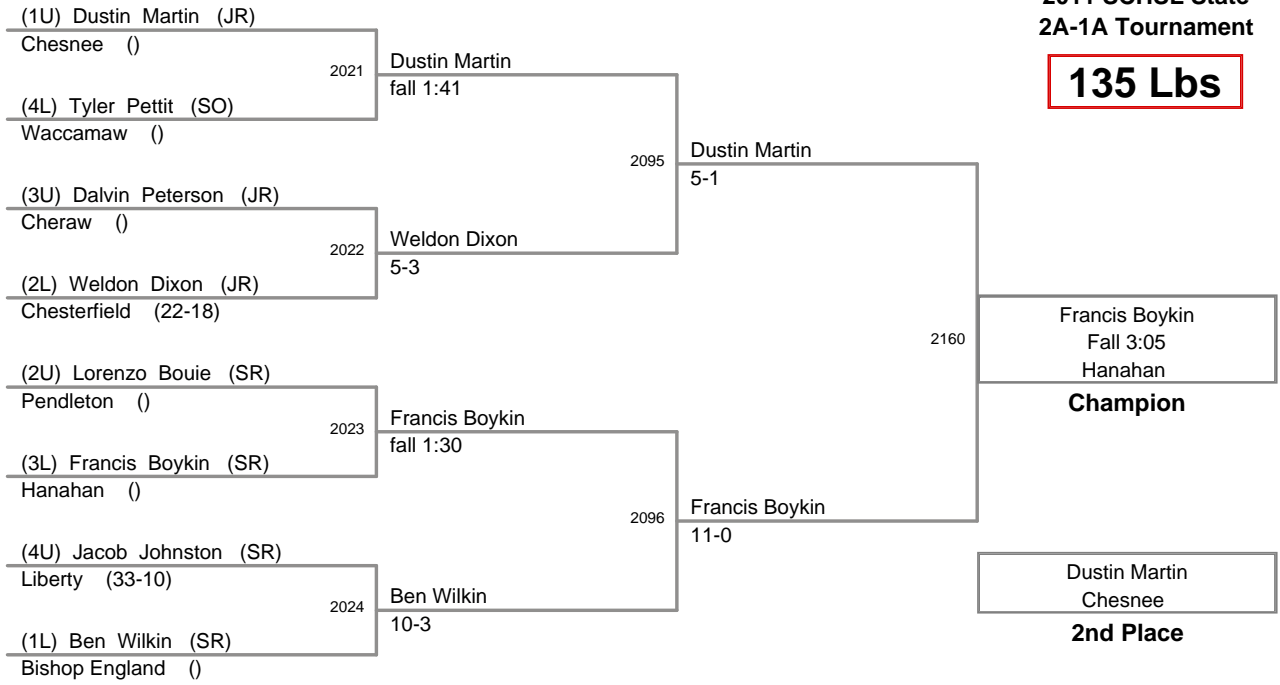 2A-1A Tournament
135 Lbs
(1U) Dustin Martin (JR)
Chesnee ()
2021
Dustin Martin
fall 1:41
(4L) Tyler Pettit (SO)
Waccamaw ()
2095
Dustin Martin
5-1
(3U) Dalvin Peterson (JR)
Cheraw ()
2022
Weldon Dixon
5-3
(2L) Weldon Dixon (JR)
Chesterfield (22-18)
2160
Francis Boykin
Fall 3:05
Hanahan
Champion
(2U) Lorenzo Bouie (SR)
Pendleton ()
2023
Francis Boykin
fall 1:30
(3L) Francis Boykin (SR)
Hanahan ()
2096
Francis Boykin
11-0
(4U) Jacob Johnston (SR)
Liberty (33-10)
2024
Ben Wilkin
10-3
(1L) Ben Wilkin (SR)
Bishop England ()
Dustin Martin
Chesnee
2nd Place